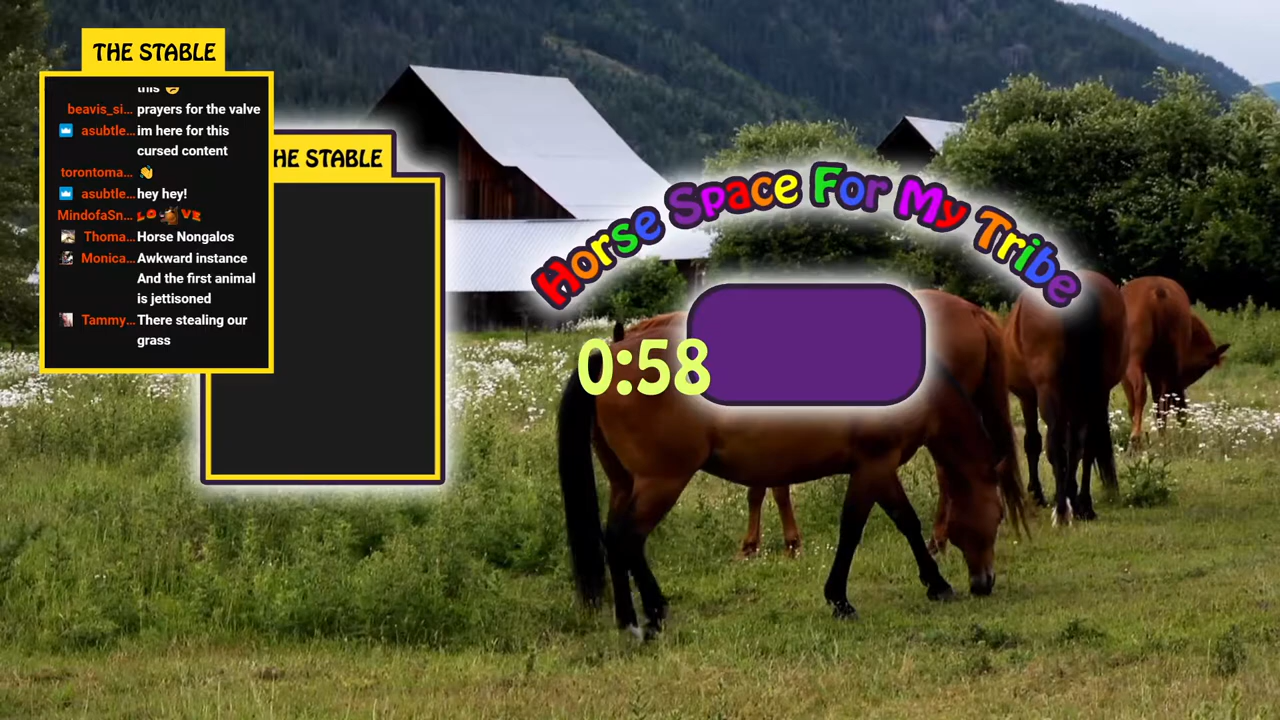 THE STABLE
this
beavis_si... prayers for the valve
asubtle... im here for this
cursed content
torontoma...
asubtle... hey hey!
MindofaSn...
Thoma... Horse Nongalos
Monica... Awkward instance
And the first animal
is jettisoned
Tammy... There stealing our
grass
HE STABLE
Horse Space For My Tribe
0:58